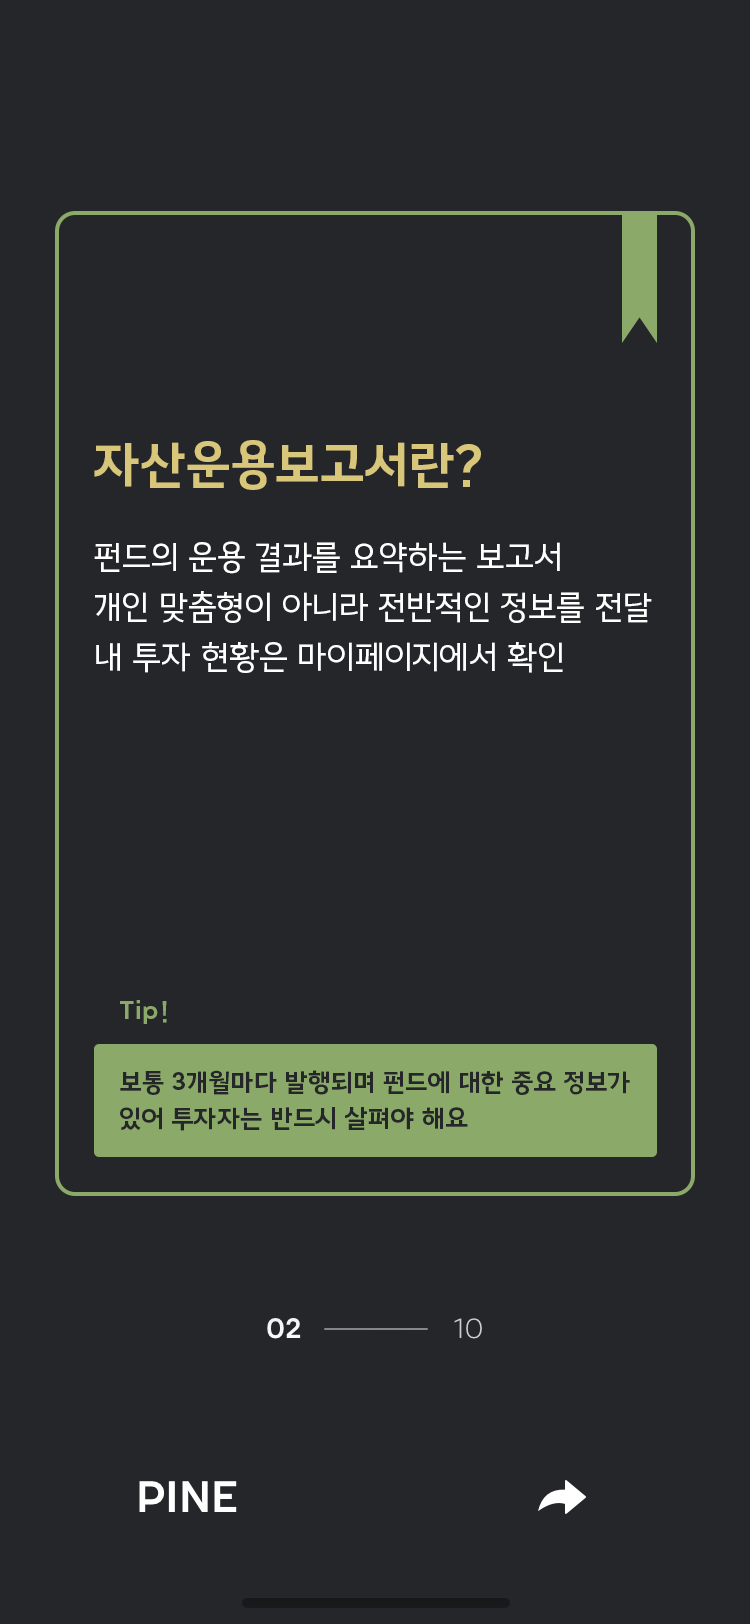 자산운용보고서란?
펀드의 운용 결과를 요약하는 보고서
개인 맞춤형이 아니라 전반적인 정보를 전달
내 투자 현황은 마이페이지에서 확인
Tip!
보통 3개월마다 발행되며 펀드에 대한 중요 정보가
있어 투자자는 반드시 살펴야 해요
02 10
PINE